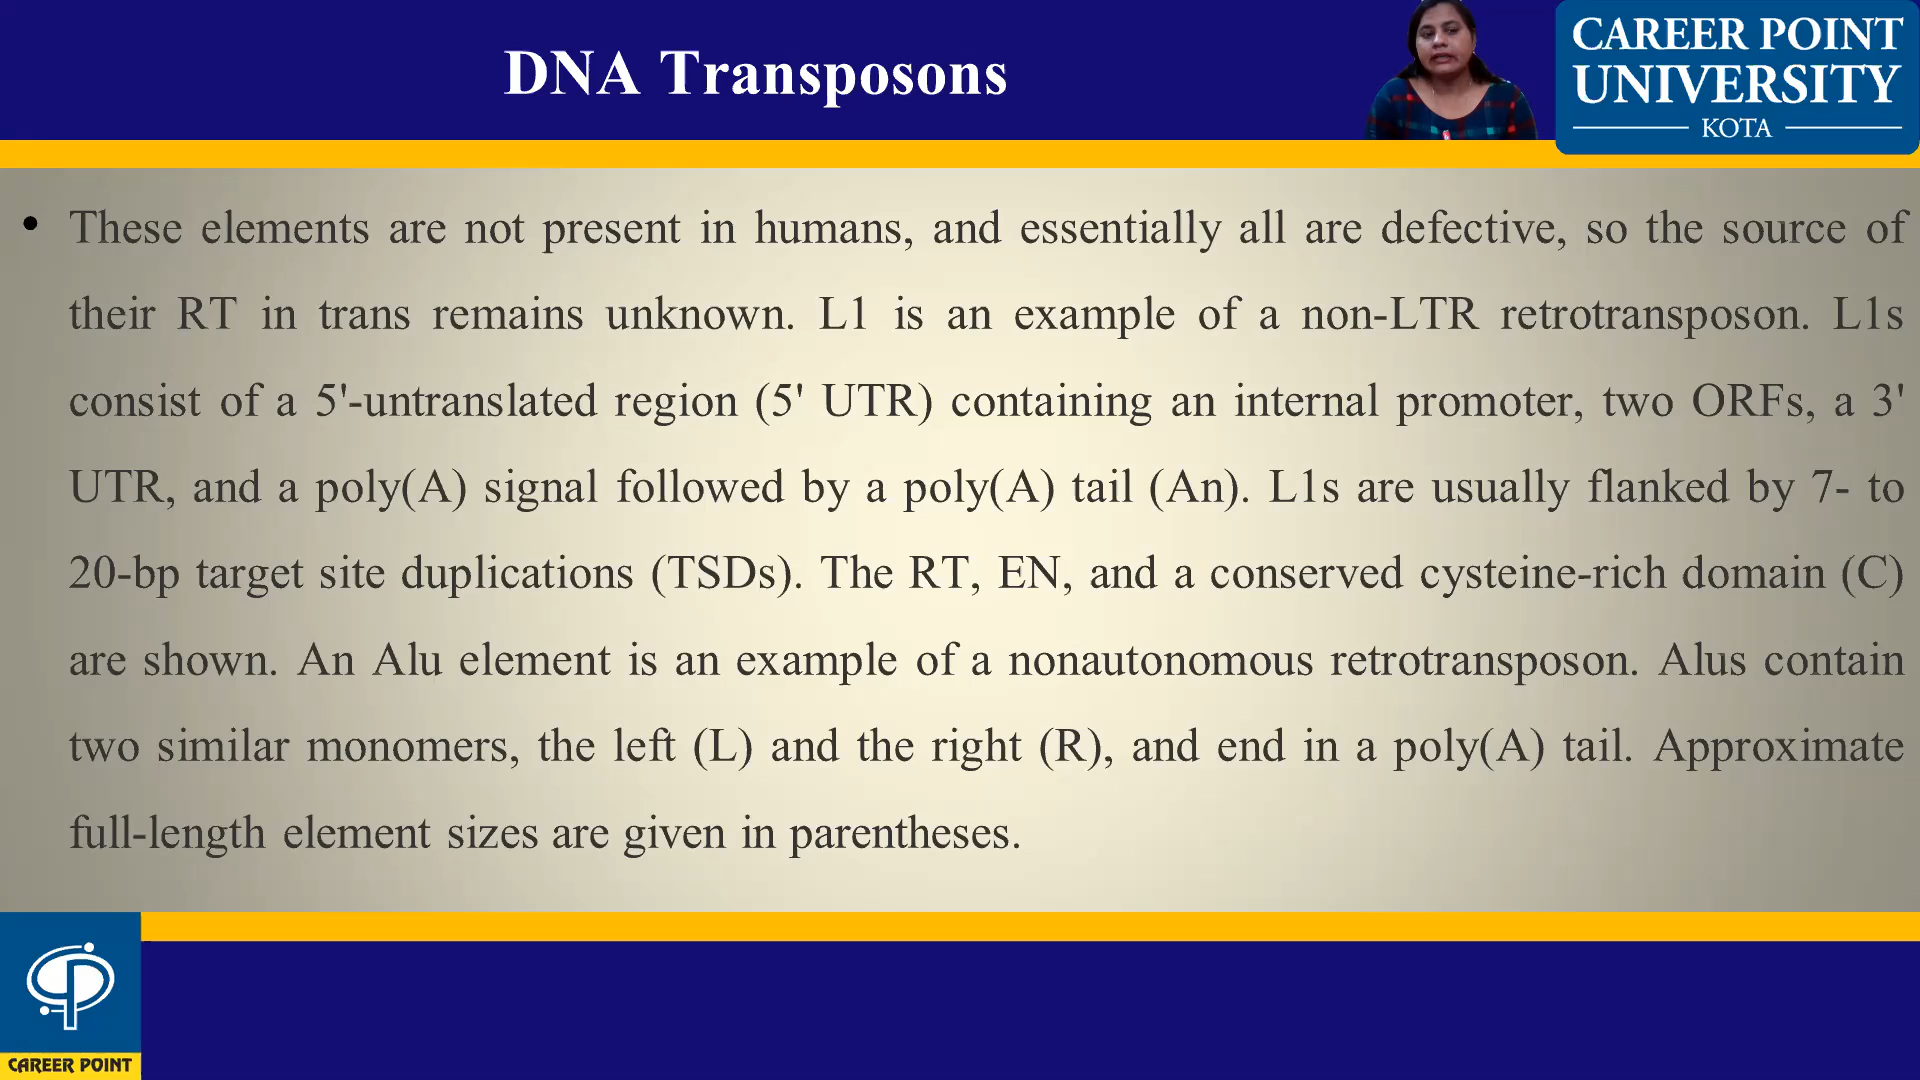 DNA Transposons
CAREER POINT
UNIVERSITY
KOTA
• These elements are not present in humans, and essentially all are defective, so the source of
their RT in trans remains unknown. L1 is an example of a non-LTR retrotransposon. L1s
consist of a 5'-untranslated region (5' UTR) containing an internal promoter, two ORFs, a 3'
UTR, and a poly(A) signal followed by a poly(A) tail (An). L1s are usually flanked by 7- to
20-bp target site duplications (TSDs). The RT, EN, and a conserved cysteine-rich domain (C)
are shown. An Alu element is an example of a nonautonomous retrotransposon. Alus contain
two similar monomers, the left (L) and the right (R), and end in a poly(A) tail. Approximate
full-length element sizes are given in parentheses.
CAREER POINT